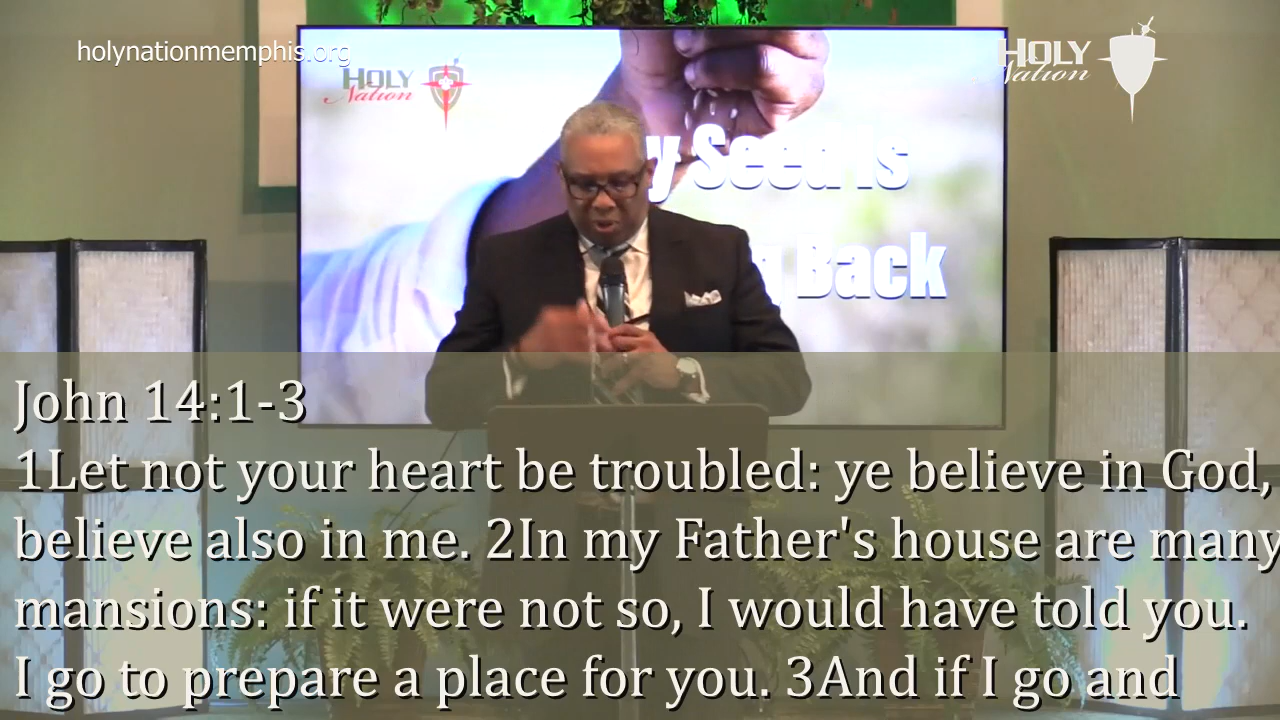 holynationmemphis.org
HOLY
Nation
HOLY
Nation
y Seed Is
g Back
John 14:1-3
1Let not your heart be troubled: ye believe in God,
believe also in me. 2In my Father's house are many
mansions: if it were not so, I would have told you.
I go to prepare a place for you. 3And if I go and